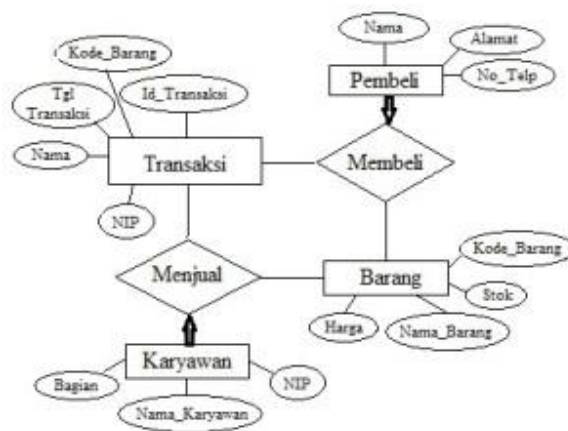 Nama
Kode_Barang
Alamat
Pembeli
No_Telp
Tgl
Transaksi
Id_Transaksi
Nama
Transaksi
Membeli
NIP
Kode_Barang
Menjual
Barang
Stok
Harga
Nama_Barang
Karyawan
Bagian
NIP
Nama_Karyawan